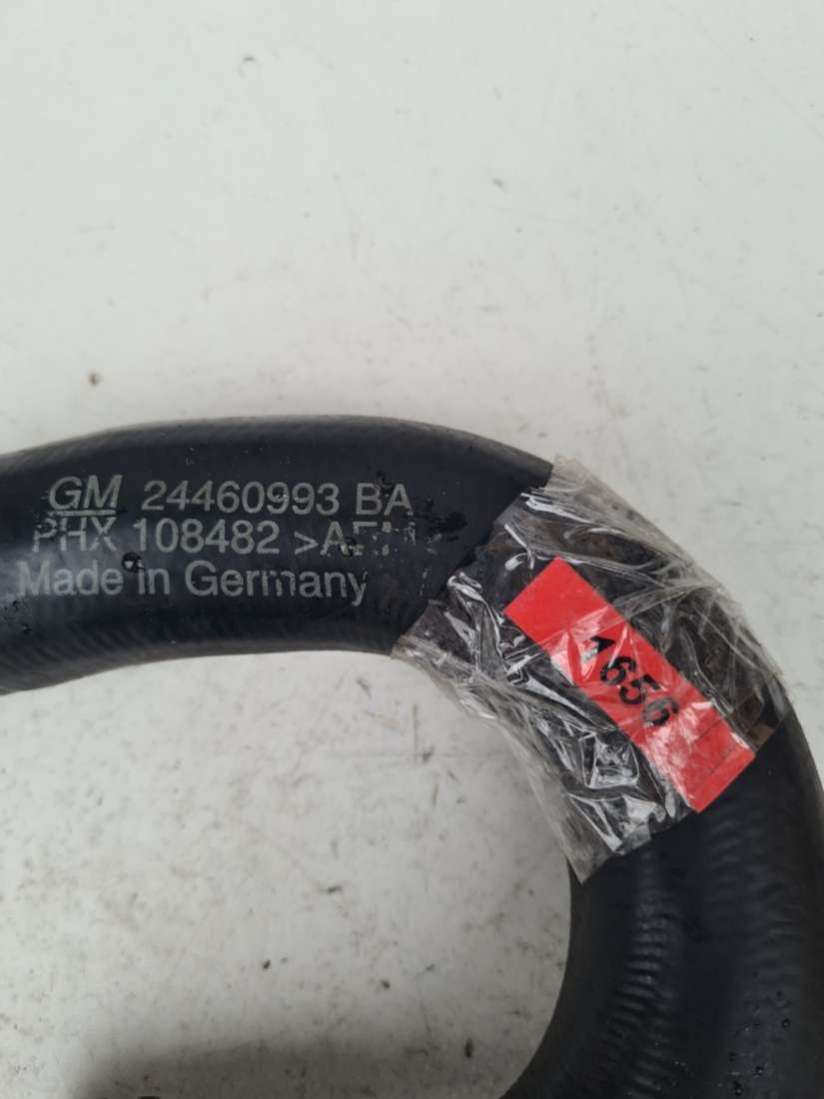 GM 24460993 BA
PHX 108482
Made in Germany
1656